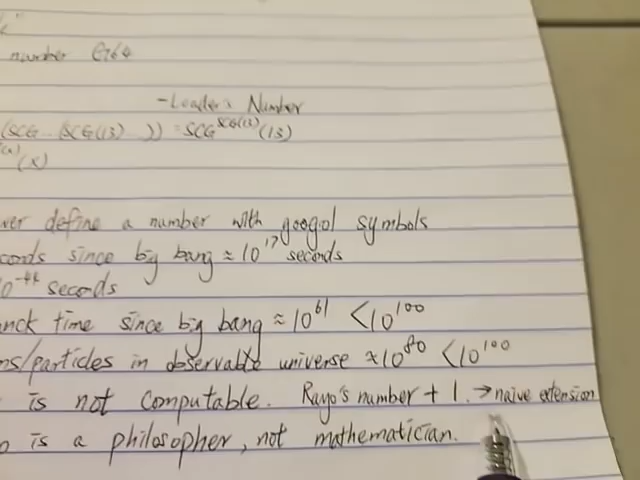 number G64
-Loader's Number
(SCG...(SCG(13)...)) = SCG^SCG(13)(13)
(x)
ver define a number with googol symbols
conds since big bang ≈ 10^17 seconds
0^-44 seconds
nck time since big bang ≈ 10^61 < 10^100
ms/particles in observable universe ≈ 10^80 < 10^100
is not computable. Rayo's number + 1. → naive extension
o is a philosopher, not mathematician.